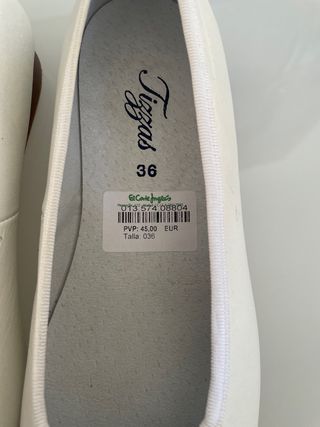 Tizzas
36
El Corte Inglés
013 574 08804
PVP: 45,00 EUR
Talla: 036